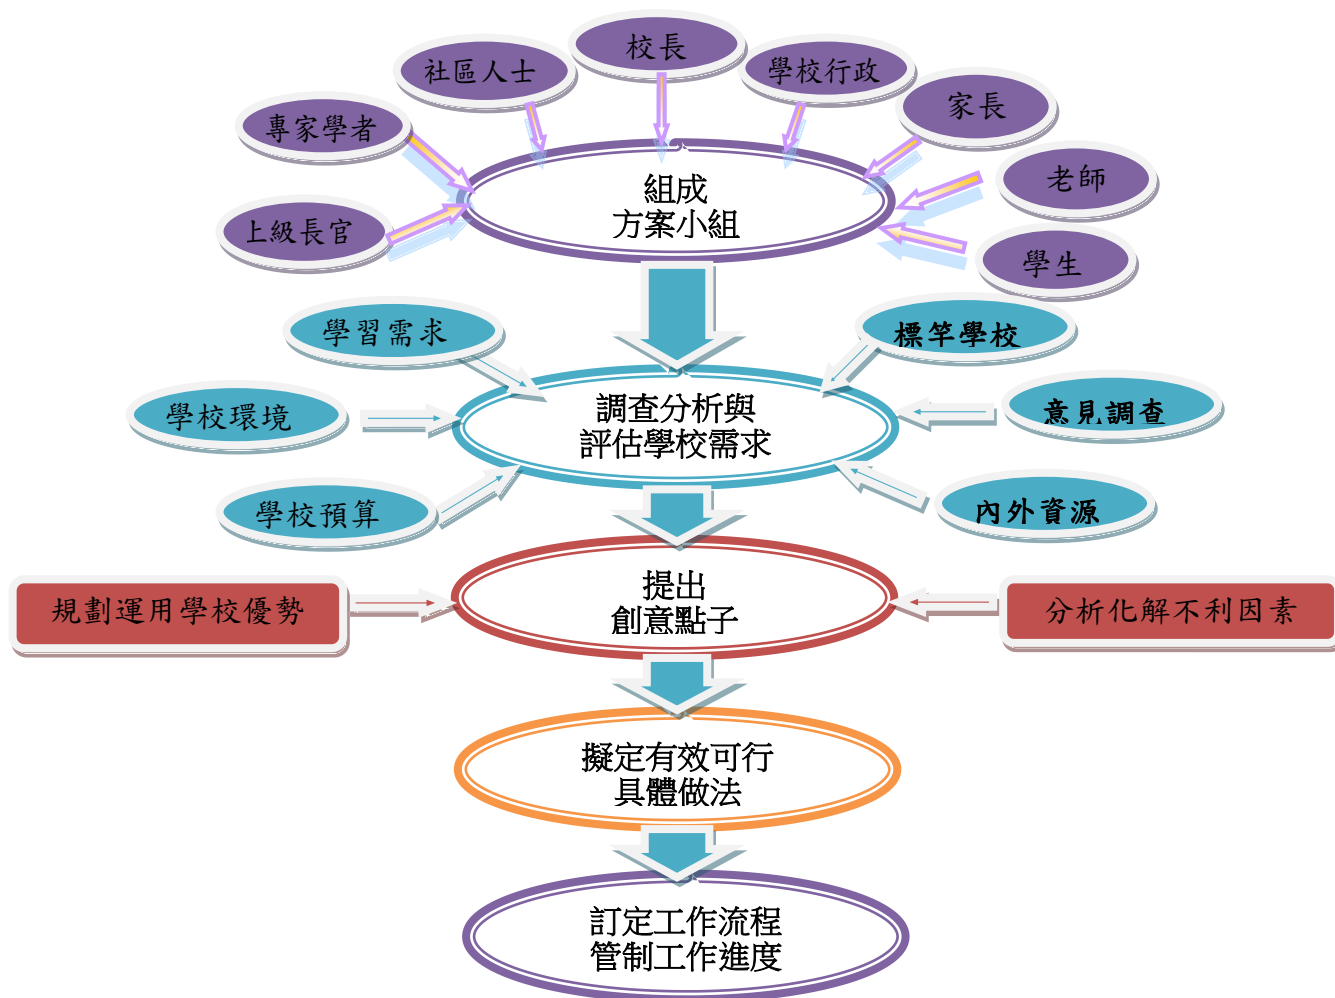 校長
社區人士
學校行政
家長
專家學者
老師
上級長官
學生
組成
方案小組
學習需求
標竿學校
學校環境
意見調查
調查分析與
評估學校需求
學校預算
內外資源
提出
創意點子
規劃運用學校優勢
分析化解不利因素
擬定有效可行
具體做法
訂定工作流程
管制工作進度